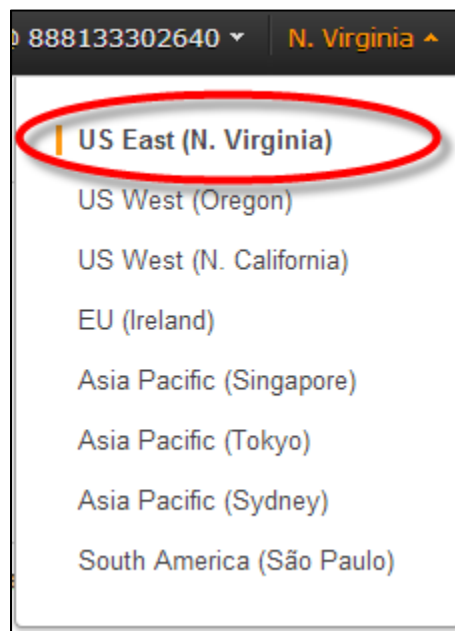 888133302640 N. Virginia
US East (N. Virginia)
US West (Oregon)
US West (N. California)
EU (Ireland)
Asia Pacific (Singapore)
Asia Pacific (Tokyo)
Asia Pacific (Sydney)
South America (São Paulo)